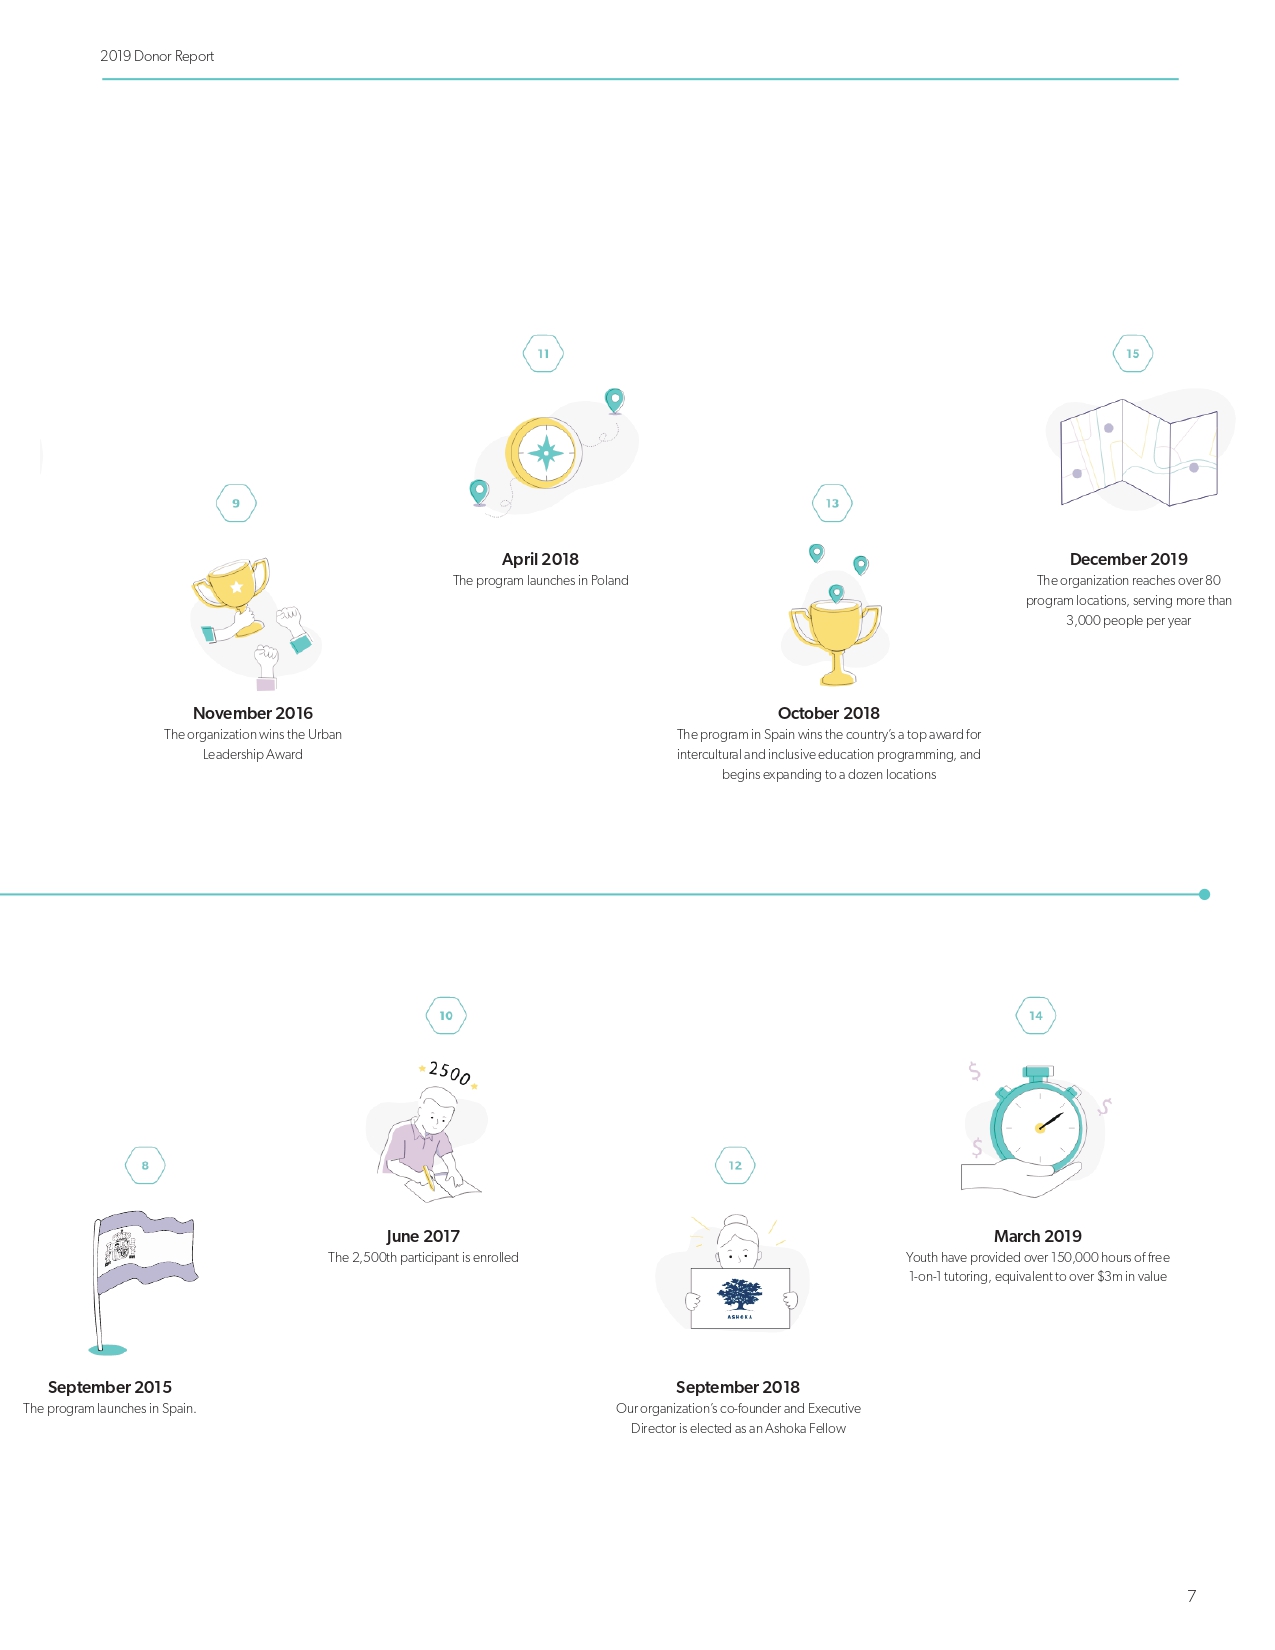 2019 Donor Report
11
15
9
13
April 2018
The program launches in Poland
December 2019
The organization reaches over 80
program locations, serving more than
3,000 people per year
November 2016
The organization wins the Urban
Leadership Award
October 2018
The program in Spain wins the country's a top award for
intercultural and inclusive education programming, and
begins expanding to a dozen locations
10
14
2500
$
$
$
8
12
June 2017
The 2,500th participant is enrolled
March 2019
Youth have provided over 150,000 hours of free
1-on-1 tutoring, equivalent to over $3m in value
ASHOKA
September 2015
The program launches in Spain.
September 2018
Our organization's co-founder and Executive
Director is elected as an Ashoka Fellow
7